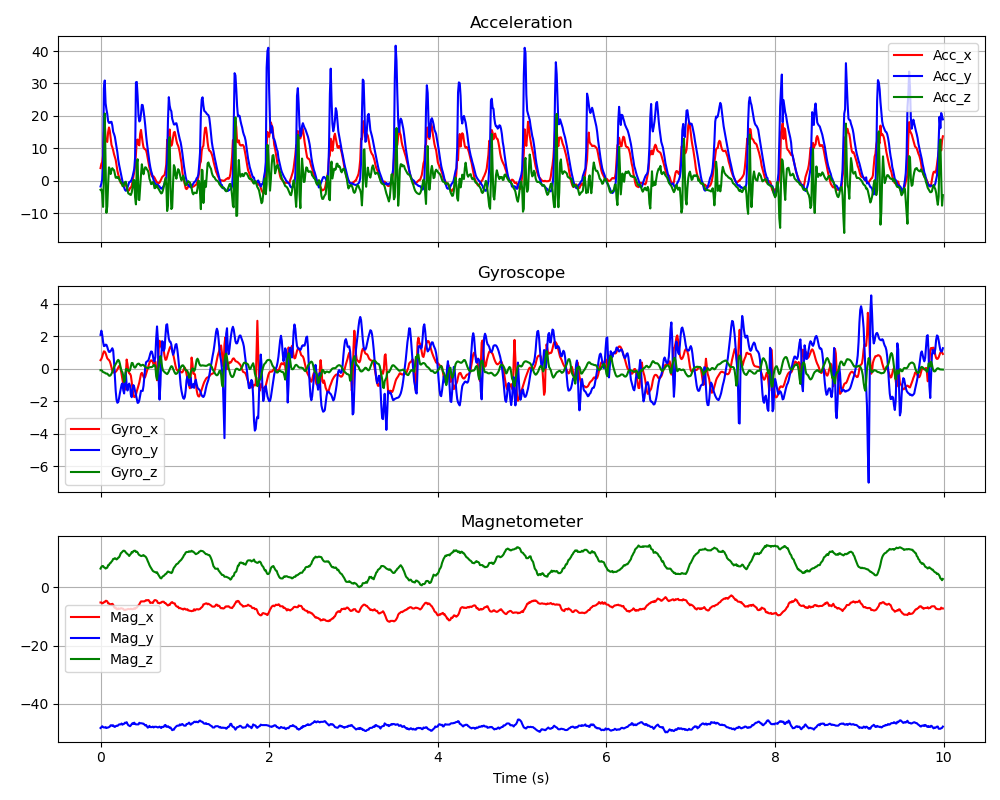 Acceleration
40
30
20
10
0
−10
Acc_x
Acc_y
Acc_z
Gyroscope
4
2
0
−2
−4
−6
Gyro_x
Gyro_y
Gyro_z
Magnetometer
0
−20
−40
Mag_x
Mag_y
Mag_z
0 2 4 6 8 10
Time (s)